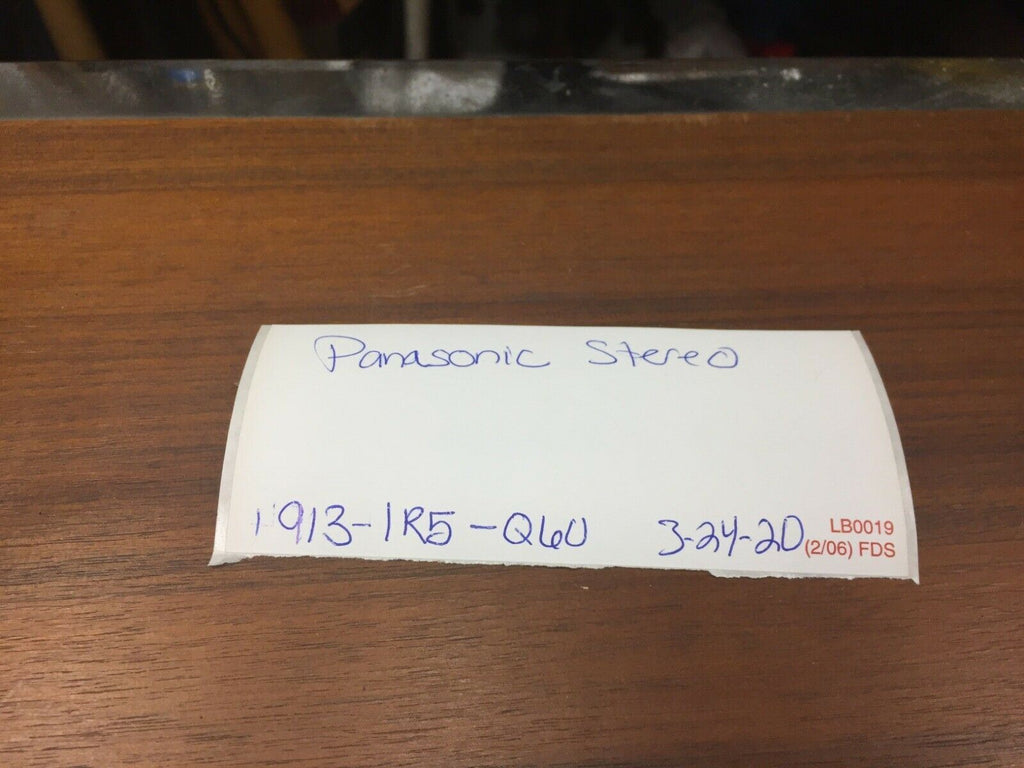 Panasonic Stereo
1913-1R5-Q60 3-24-20 LB0019
(2/06) FDS